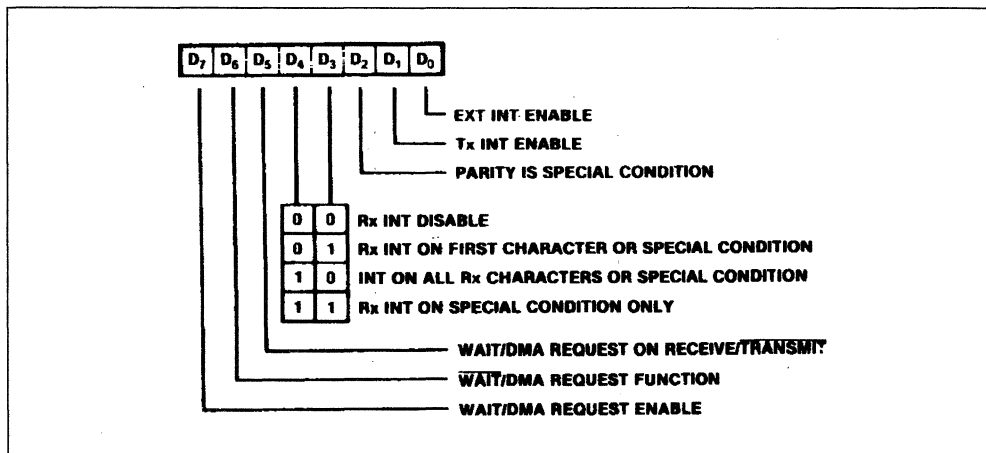 D7 D6 D5 D4 D3 D2 D1 D0
EXT INT ENABLE
Tx INT ENABLE
PARITY IS SPECIAL CONDITION
0 0 Rx INT DISABLE
0 1 Rx INT ON FIRST CHARACTER OR SPECIAL CONDITION
1 0 INT ON ALL Rx CHARACTERS OR SPECIAL CONDITION
1 1 Rx INT ON SPECIAL CONDITION ONLY
WAIT/DMA REQUEST ON RECEIVE/TRANSMIT
WAIT/DMA REQUEST FUNCTION
WAIT/DMA REQUEST ENABLE